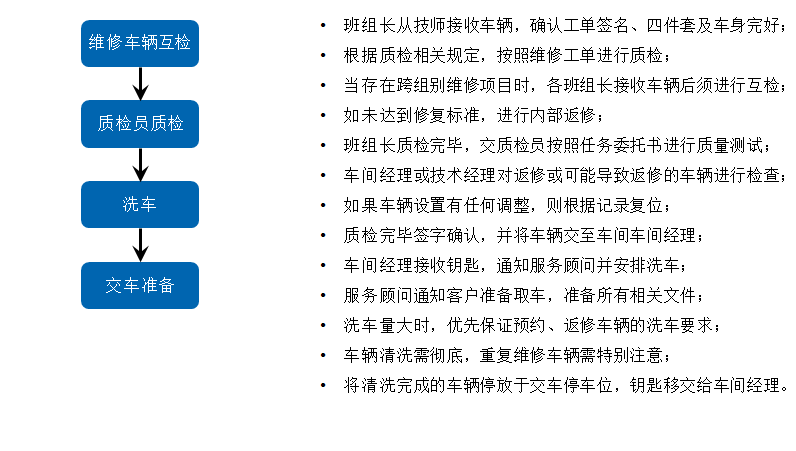 维修车辆互检
质检员质检
洗车
交车准备
• 班组长从技师接收车辆，确认工单签名、四件套及车身完好；
• 根据质检相关规定，按照维修工单进行质检；
• 当存在跨组别维修项目时，各班组长接收车辆后须进行互检；
• 如未达到修复标准，进行内部返修；
• 班组长质检完毕，交质检员按照任务委托书进行质量测试；
• 车间经理或技术经理对返修或可能导致返修的车辆进行检查；
• 如果车辆设置有任何调整，则根据记录复位；
• 质检完毕签字确认，并将车辆交至车间车间经理；
• 车间经理接收钥匙，通知服务顾问并安排洗车；
• 服务顾问通知客户准备取车，准备所有相关文件；
• 洗车量大时，优先保证预约、返修车辆的洗车要求；
• 车辆清洗需彻底，重复维修车辆需特别注意；
• 将清洗完成的车辆停放于交车停车位，钥匙移交给车间经理。